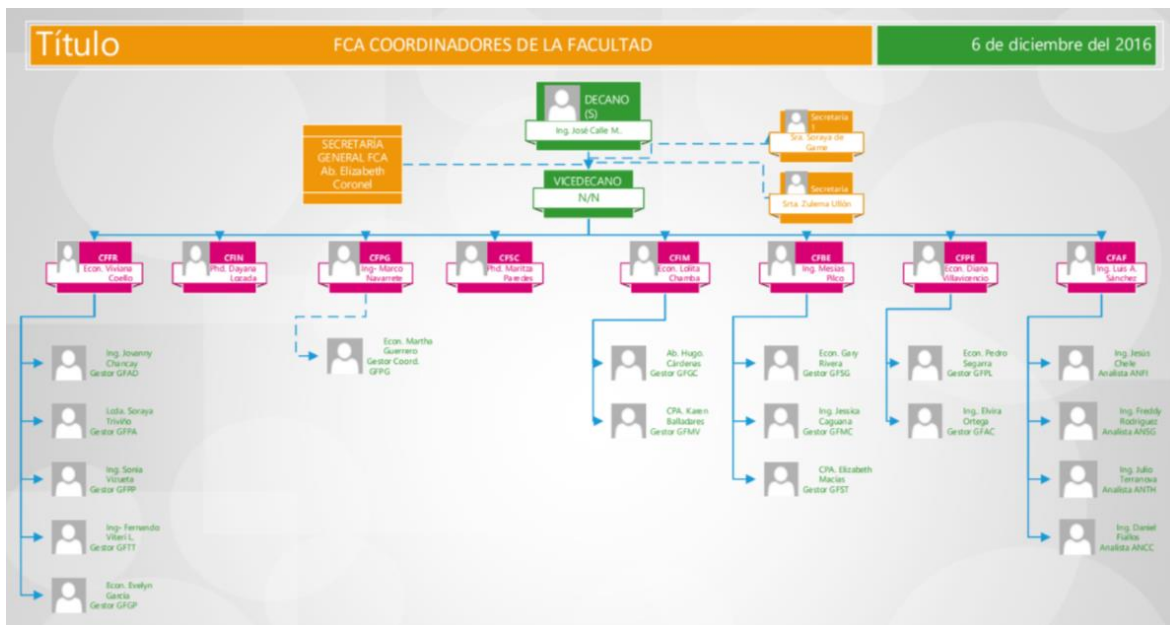 Título
FCA COORDINADORES DE LA FACULTAD
6 de diciembre del 2016
DECANO
(S)
Ing. José Calle M.
SECRETARÍA
GENERAL FCA
Ab. Elizabeth
Coronel
Secretaría
1
Sra. Soraya de
Game
Secretaría
Srta. Zulema Ullón
VICEDECANO
N/N
CFFR
Econ. Viviana
Coello
CFIN
Phd. Dayana
Lozada
CFPG
Ing- Marco
Navarrete
CFSC
Phd. Maritza
Paredes
CFIM
Econ. Lolita
Chamba
CFBE
Ing. Mesías
Pilco
CFPE
Econ. Diana
Villavicencio
CFAF
Ing. Luis A.
Sánchez
Ing. Jovanny
Chancay
Gestor GFAD
Lcda. Soraya
Triviño
Gestor GFPA
Ing. Sonia
Vizueta
Gestor GFPP
Ing- Fernando
Viteri L.
Gestor GFTT
Econ. Evelyn
García
Gestor GFGP
Econ. Martha
Guerrero
Gestor Coord.
GFPG
Ab. Hugo.
Cárdenas
Gestor GFGC
CPA. Karen
Balladares
Gestor GFMV
Econ. Gary
Rivera
Gestor GFSG
Ing. Jessica
Caguana
Gestor GFMC
CPA. Elizabeth
Macías
Gestor GFST
Econ. Pedro
Segarra
Gestor GFPL
Ing,. Elvira
Ortega
Gestor GFAC
Ing. Jesús
Cheile
Analista ANFI
Ing. Freddy
Rodríguez
Analista ANSG
Ing. Julio
Terranova
Analista ANTH
Ing. Daniel
Fiallos
Analista ANCC